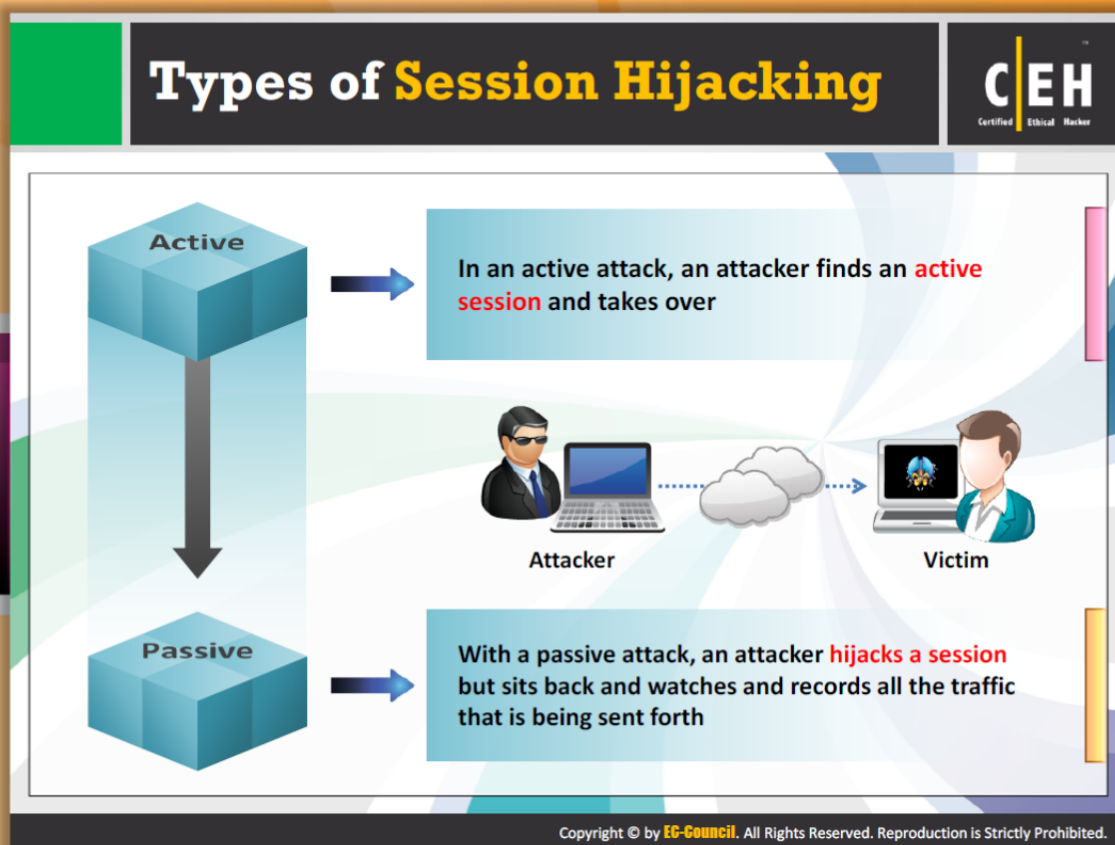 Types of Session Hijacking
C|EH
Certified Ethical Hacker
™
Active
In an active attack, an attacker finds an active
session and takes over
Attacker
Victim
Passive
With a passive attack, an attacker hijacks a session
but sits back and watches and records all the traffic
that is being sent forth
Copyright © by EC-Council. All Rights Reserved. Reproduction is Strictly Prohibited.